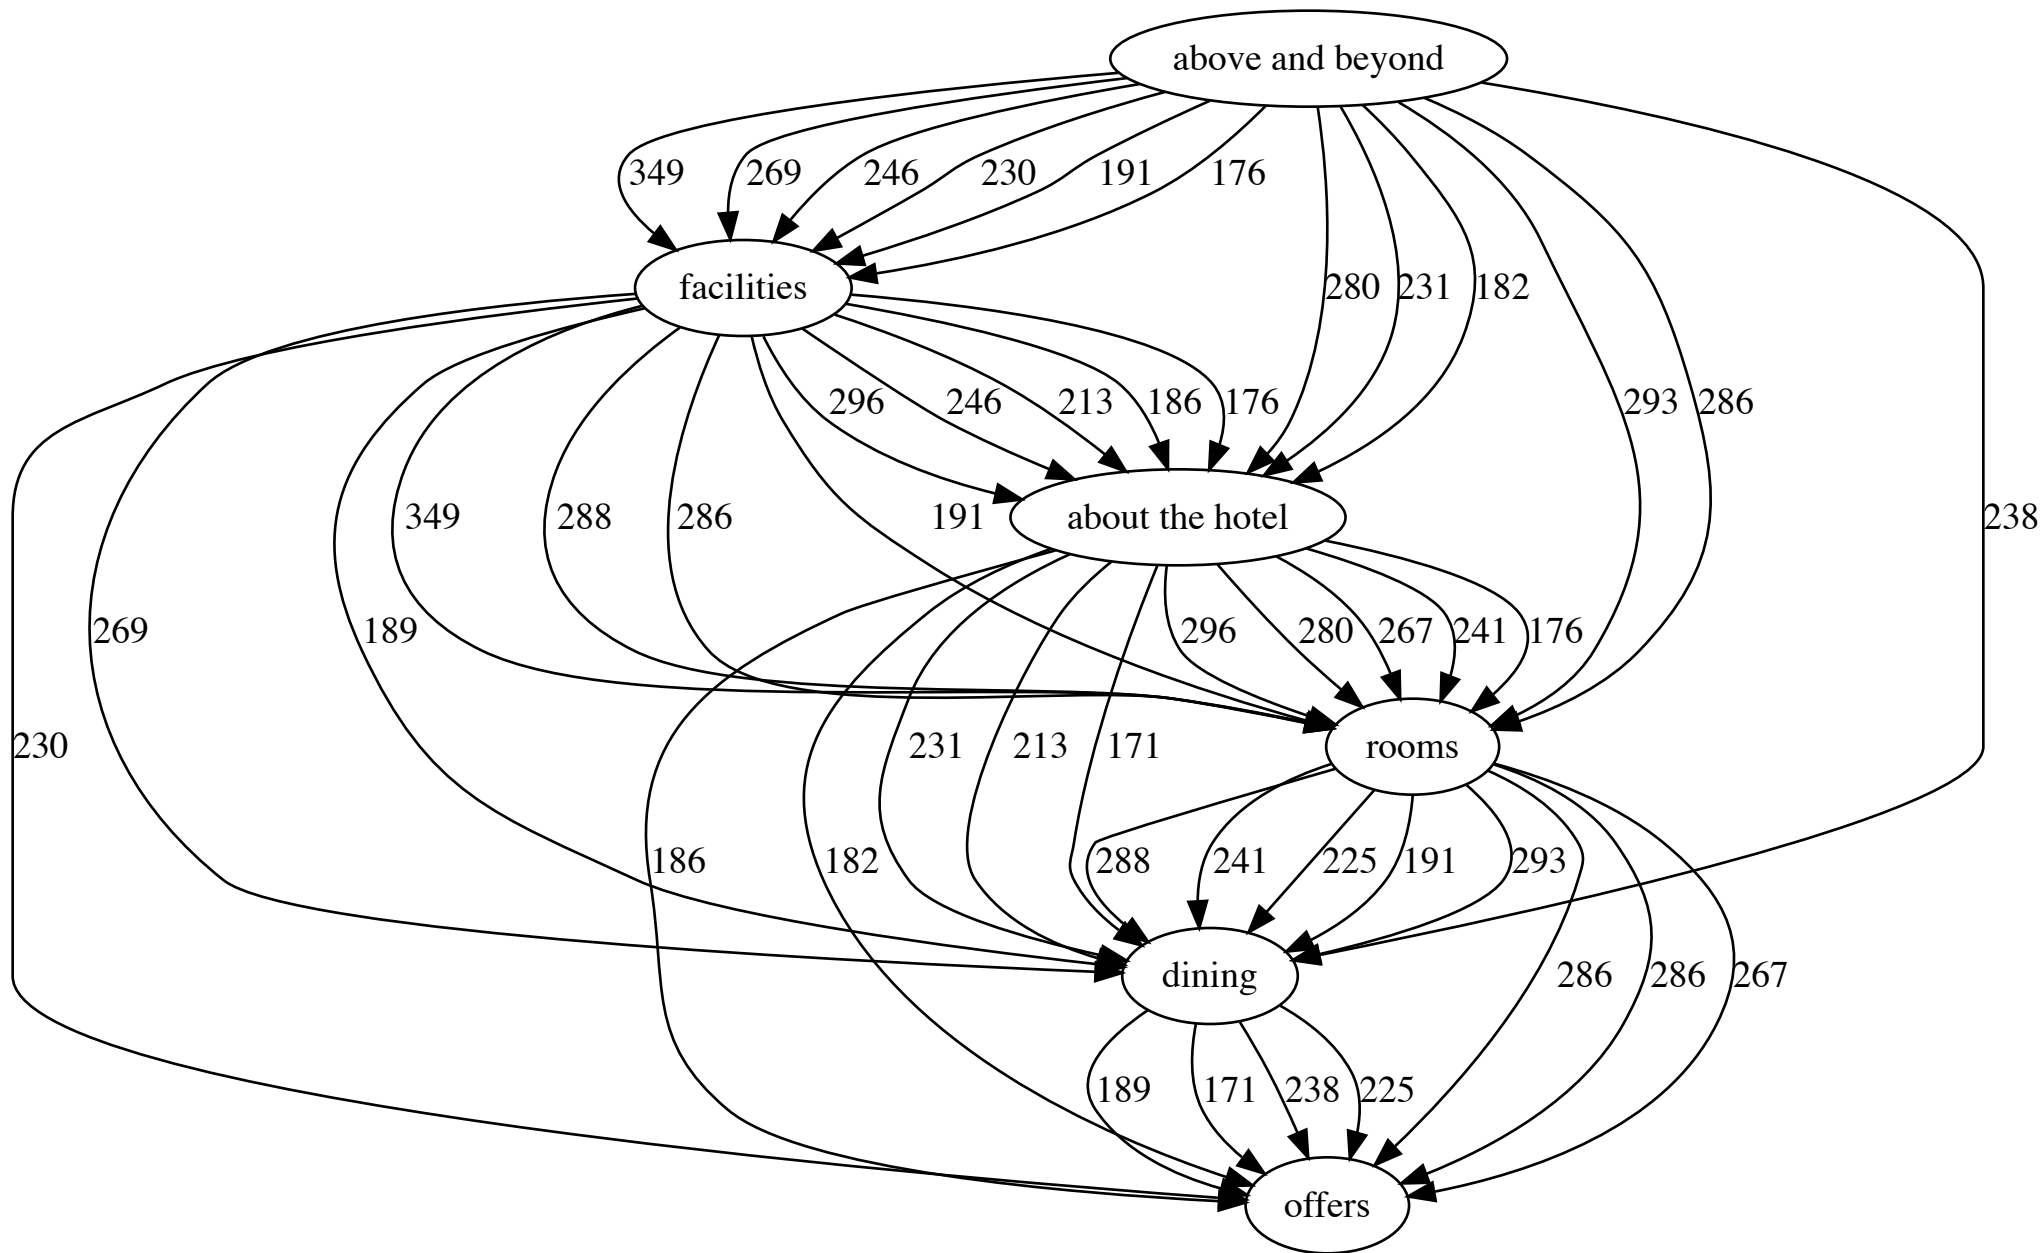 above and beyond
349 269 246 230 191 176
facilities
280 231 182
296 246 213 186 176
293 286
349 288 286 191
about the hotel
238
269 189
296 280 267 241 176
230
231 213 171
rooms
186 182
288 241 225 191 293
dining
286 286 267
189 171 238 225
offers